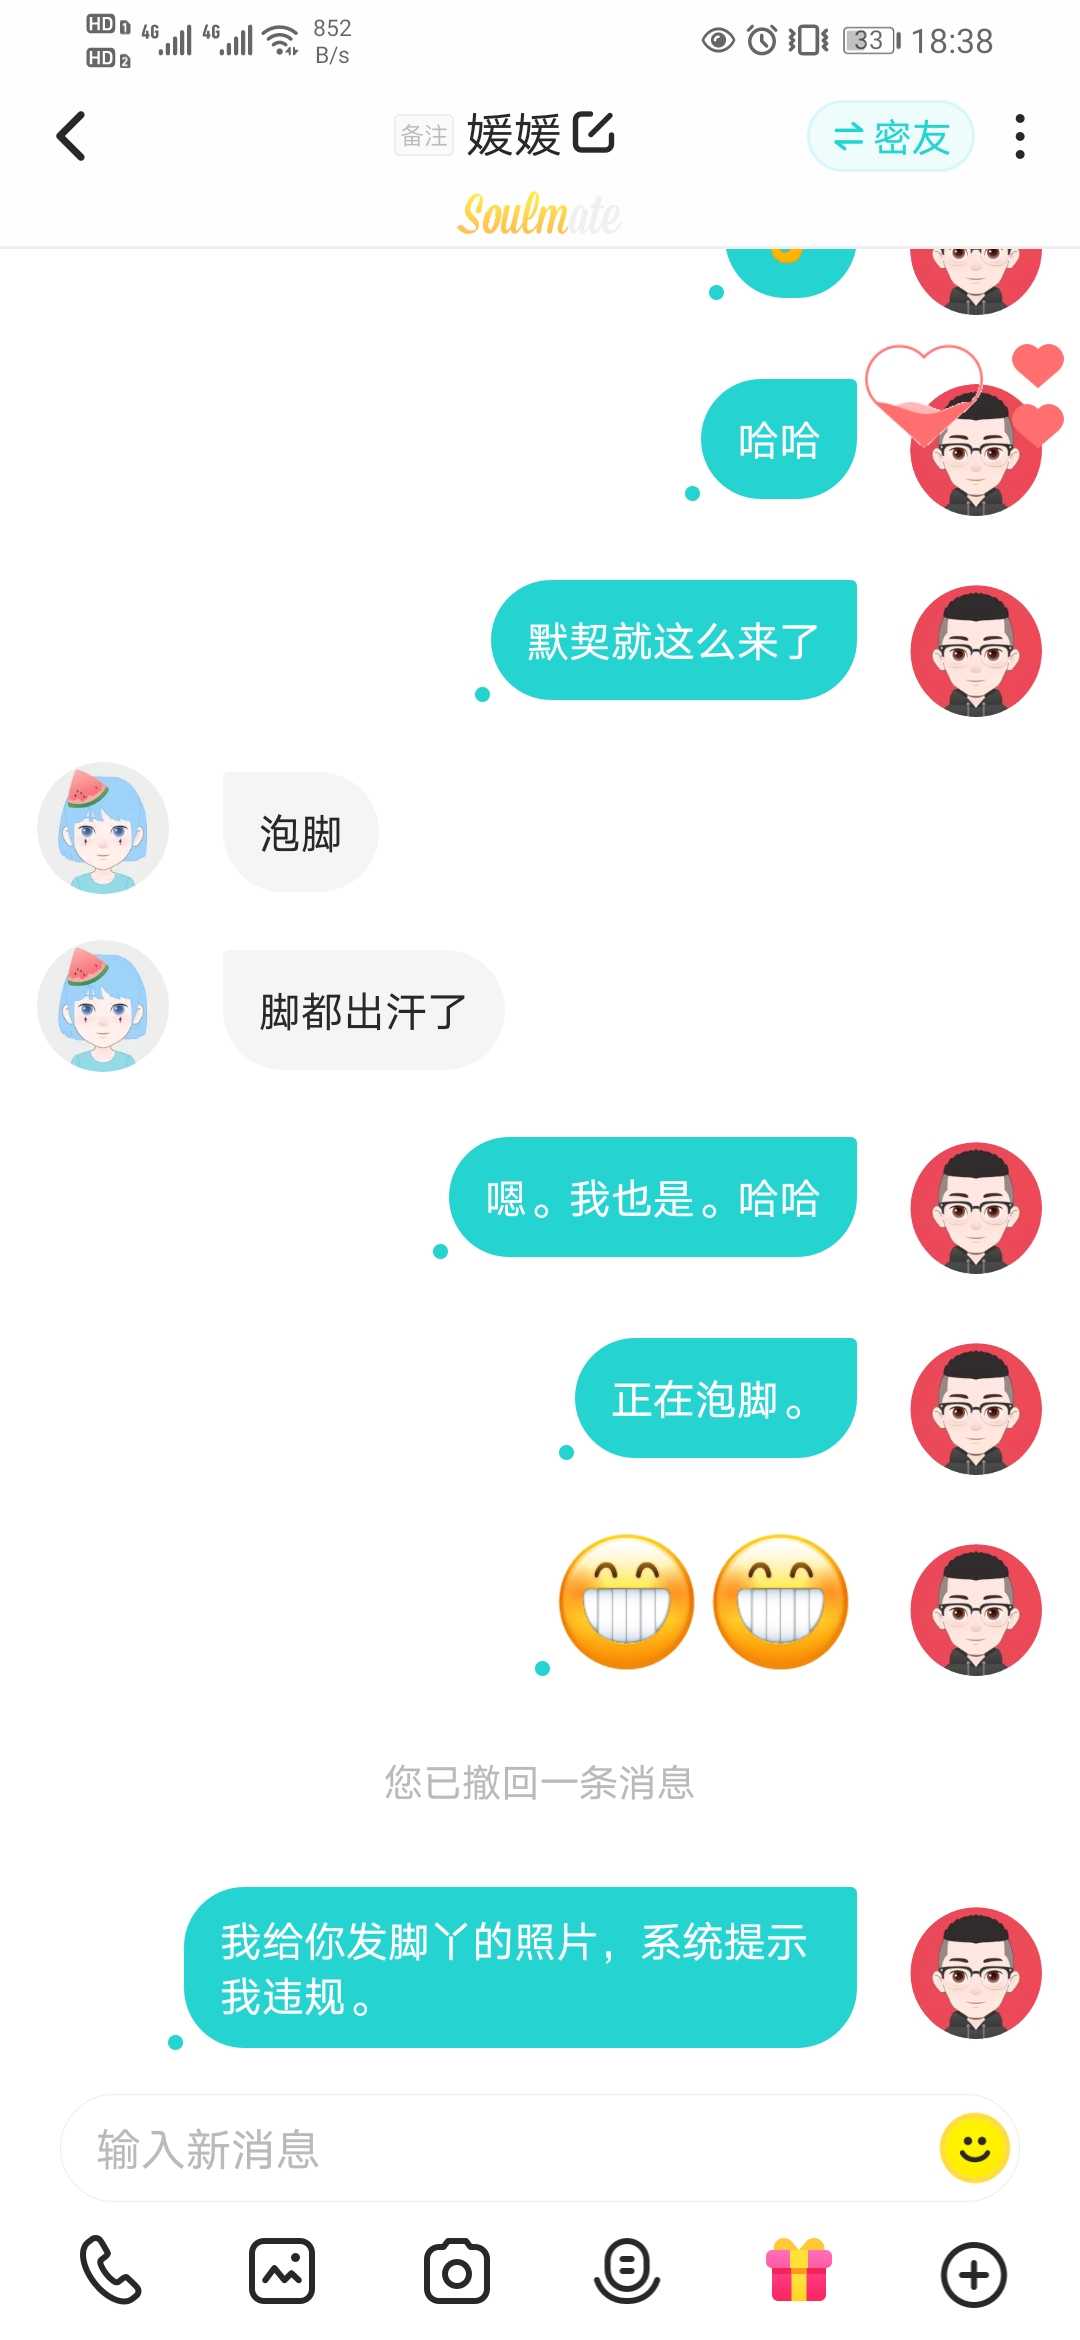 HD 1 4G 4G 852
HD 2 B/s
33 18:38
备注 媛媛 密友
Soulmate
哈哈
默契就这么来了
泡脚
脚都出汗了
嗯。我也是。哈哈
正在泡脚。
您已撤回一条消息
我给你发脚丫的照片，系统提示
我违规。
输入新消息